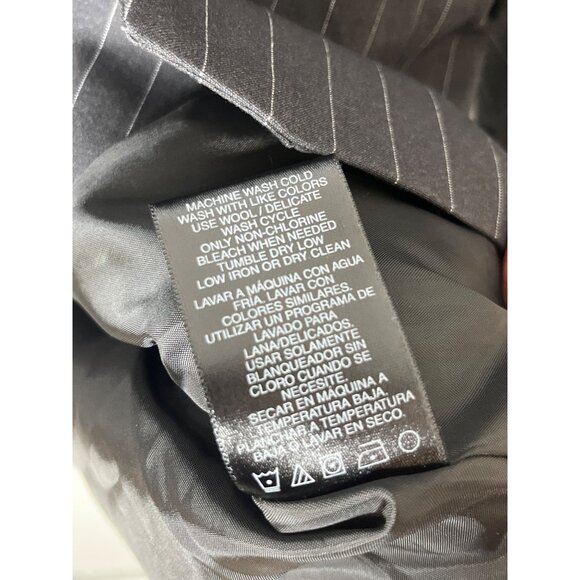 MACHINE WASH COLD
WASH WITH LIKE COLORS
USE WOOL / DELICATE
WASH CYCLE
ONLY NON-CHLORINE
BLEACH WHEN NEEDED
TUMBLE DRY LOW
LOW IRON OR DRY CLEAN
LAVAR A MÁQUINA CON AGUA
FRÍA. LAVAR CON
COLORES SIMILARES.
UTILIZAR UN PROGRAMA DE
LAVADO PARA
LANA/DELICADOS.
USAR SOLAMENTE
BLANQUEADOR SIN
CLORO CUANDO SE
NECESITE
SECAR EN MÁQUINA A
TEMPERATURA BAJA.
PLANCHAR A TEMPERATURA
BAJA O LAVAR EN SECO.